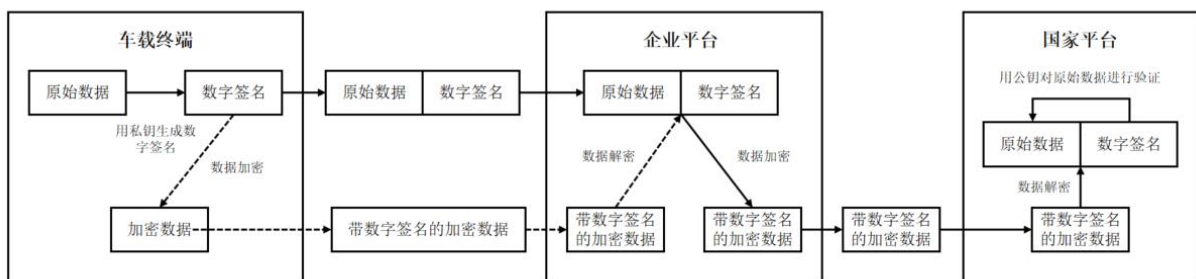 车载终端
原始数据
数字签名
用私钥生成数
字签名
数据加密
加密数据
原始数据
数字签名
带数字签名的加密数据
企业平台
原始数据
数字签名
数据解密
数据加密
带数字签名
的加密数据
带数字签名
的加密数据
带数字签名
的加密数据
国家平台
用公钥对原始数据进行验证
原始数据
数字签名
数据解密
带数字签名
的加密数据